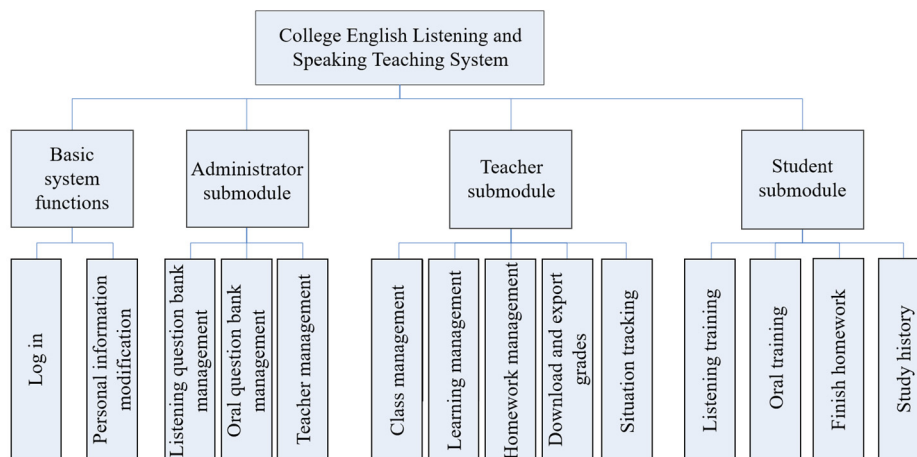 College English Listening and
Speaking Teaching System
Basic
system
functions
Administrator
submodule
Teacher
submodule
Student
submodule
Log in
Personal information
modification
Listening question bank
management
Oral question bank
management
Teacher management
Class management
Learning management
Homework management
Download and export
grades
Situation tracking
Listening training
Oral training
Finish homework
Study history